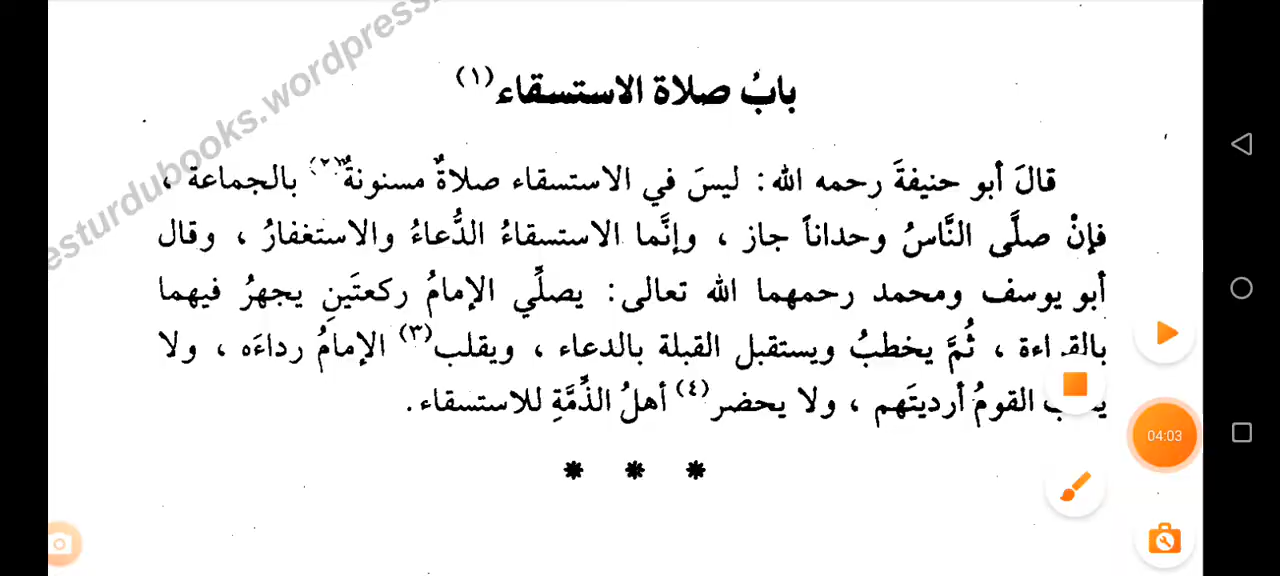 esturdubooks.wordpress.
بابُ صلاة الاستسقاء(١)
قالَ أبو حنيفةَ رحمه الله: ليسَ في الاستسقاء صلاةٌ مسنونةٌ(٢) بالجماعة ،
فإنْ صلَّى النَّاسُ وحداناً جاز ، وإنَّما الاستسقاءُ الدُّعاءُ والاستغفارُ ، وقال
أبو يوسف ومحمد رحمهما الله تعالى: يصلِّي الإمامُ ركعتَينِ يجهرُ فيهما
بالقراءة ، ثُمَّ يخطبُ ويستقبل القبلة بالدعاء ، ويقلب(٣) الإمامُ رداءَه ، ولا
القومُ أرديتَهم ، ولا يحضر(٤) أهلُ الذِّمَّةِ للاستسقاء.
04:03